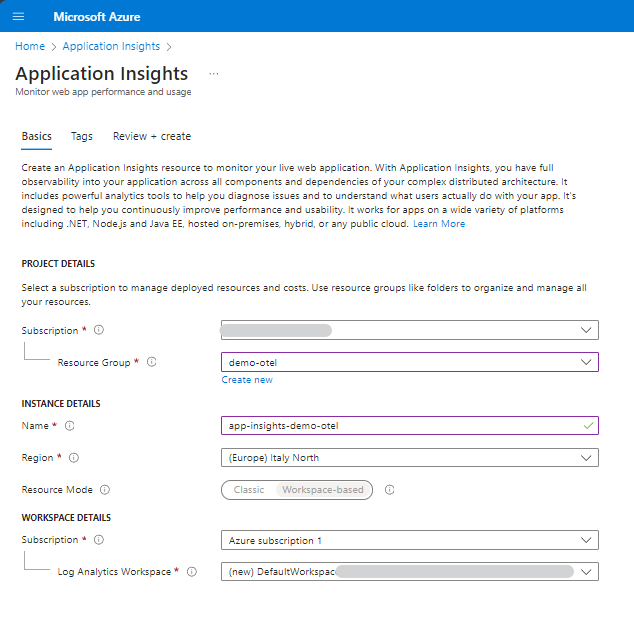 Microsoft Azure
Home > Application Insights >
Application Insights ...
Monitor web app performance and usage
Basics Tags Review + create
Create an Application Insights resource to monitor your live web application. With Application Insights, you have full
observability into your application across all components and dependencies of your complex distributed architecture. It
includes powerful analytics tools to help you diagnose issues and to understand what users actually do with your app. It's
designed to help you continuously improve performance and usability. It works for apps on a wide variety of platforms
including .NET, Node.js and Java EE, hosted on-premises, hybrid, or any public cloud. Learn More
PROJECT DETAILS
Select a subscription to manage deployed resources and costs. Use resource groups like folders to organize and manage all
your resources.
Subscription *
Resource Group * demo-otel
Create new
INSTANCE DETAILS
Name * app-insights-demo-otel
Region * (Europe) Italy North
Resource Mode Classic Workspace-based
WORKSPACE DETAILS
Subscription * Azure subscription 1
Log Analytics Workspace * (new) DefaultWorkspac